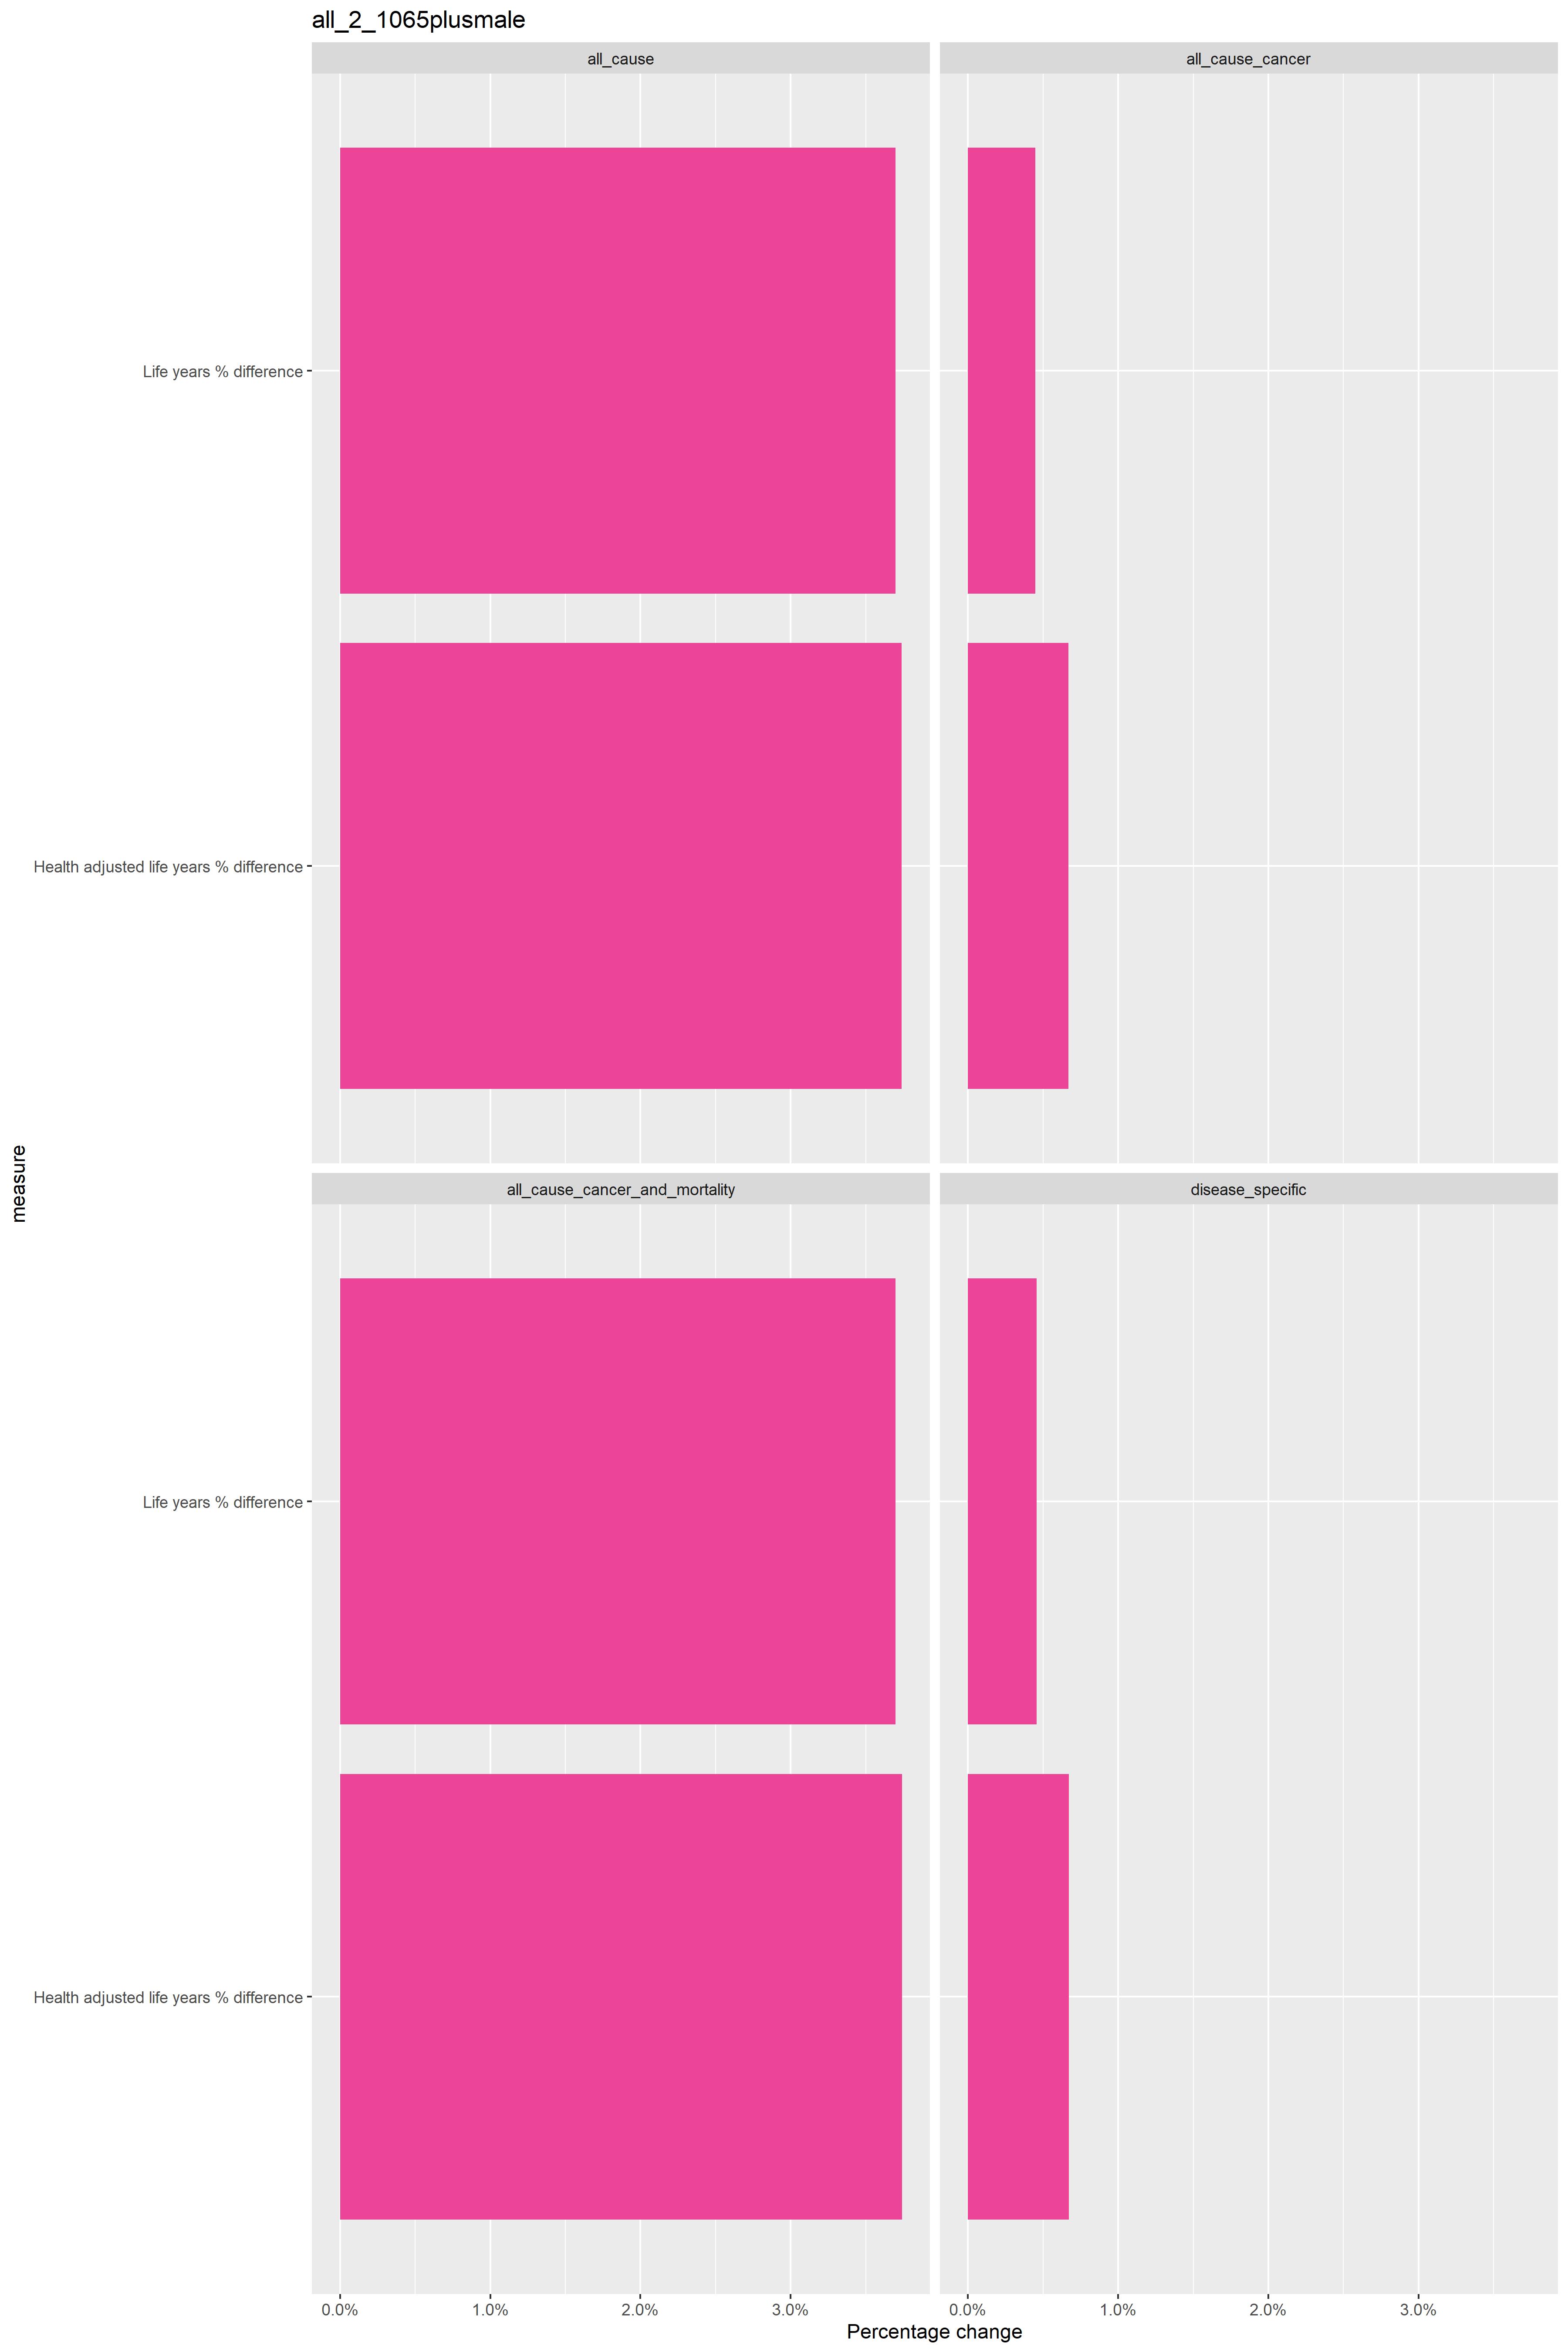 all_2_1065plusmale
all_cause
all_cause_cancer
Life years % difference
Health adjusted life years % difference
measure
all_cause_cancer_and_mortality
disease_specific
Life years % difference
Health adjusted life years % difference
0.0% 1.0% 2.0% 3.0%
0.0% 1.0% 2.0% 3.0%
Percentage change